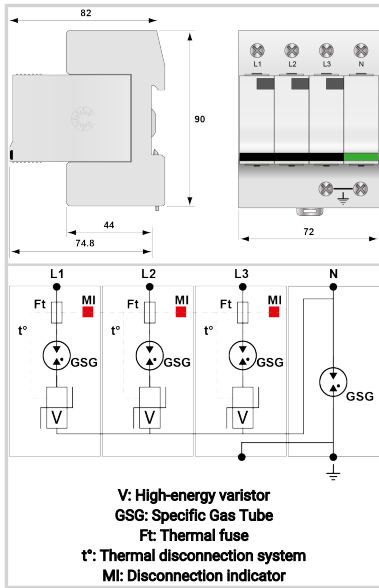 82
L1 L2 L3 N
90
44
74.8
72
L1 L2 L3 N
Ft MI Ft MI Ft MI
t° t° t°
GSG GSG GSG GSG
V V V
V: High-energy varistor
GSG: Specific Gas Tube
Ft: Thermal fuse
t°: Thermal disconnection system
MI: Disconnection indicator